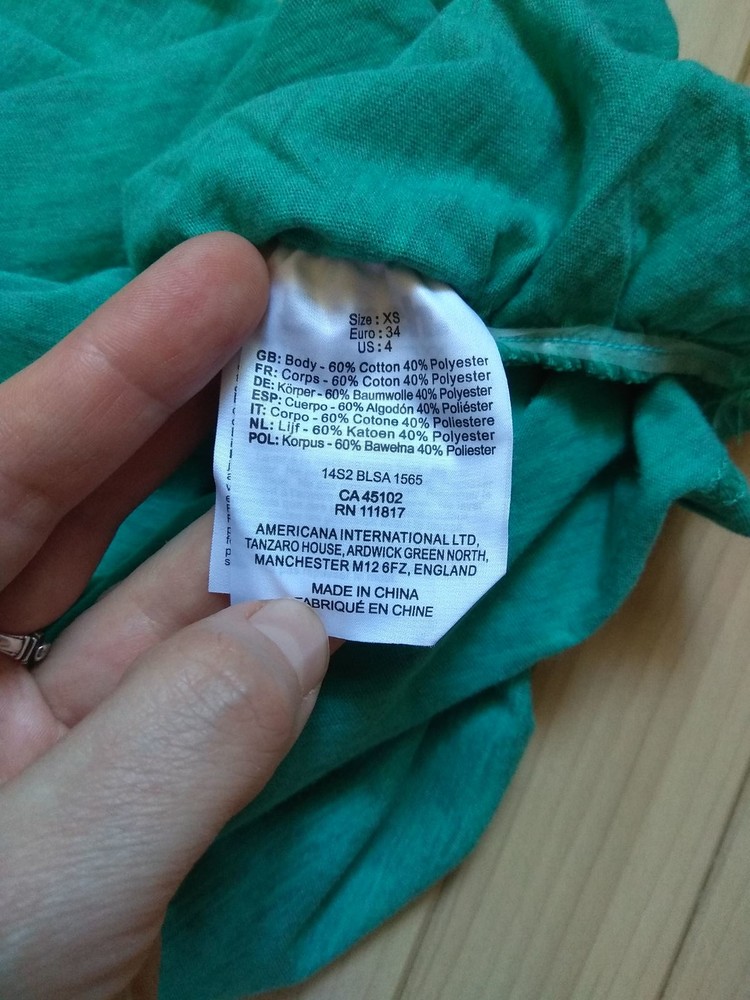 Size : XS
Euro : 34
US : 4
GB: Body - 60% Cotton 40% Polyester
FR: Corps - 60% Coton 40% Polyester
DE: Körper - 60% Baumwolle 40% Polyester
ESP: Cuerpo - 60% Algodón 40% Poliéster
IT: Corpo - 60% Cotone 40% Poliestere
NL: Lijf - 60% Katoen 40% Polyester
POL: Korpus - 60% Bawełna 40% Poliester
14S2 BLSA 1565
CA 45102
RN 111817
AMERICANA INTERNATIONAL LTD,
TANZARO HOUSE, ARDWICK GREEN NORTH,
MANCHESTER M12 6FZ, ENGLAND
MADE IN CHINA
FABRIQUÉ EN CHINE